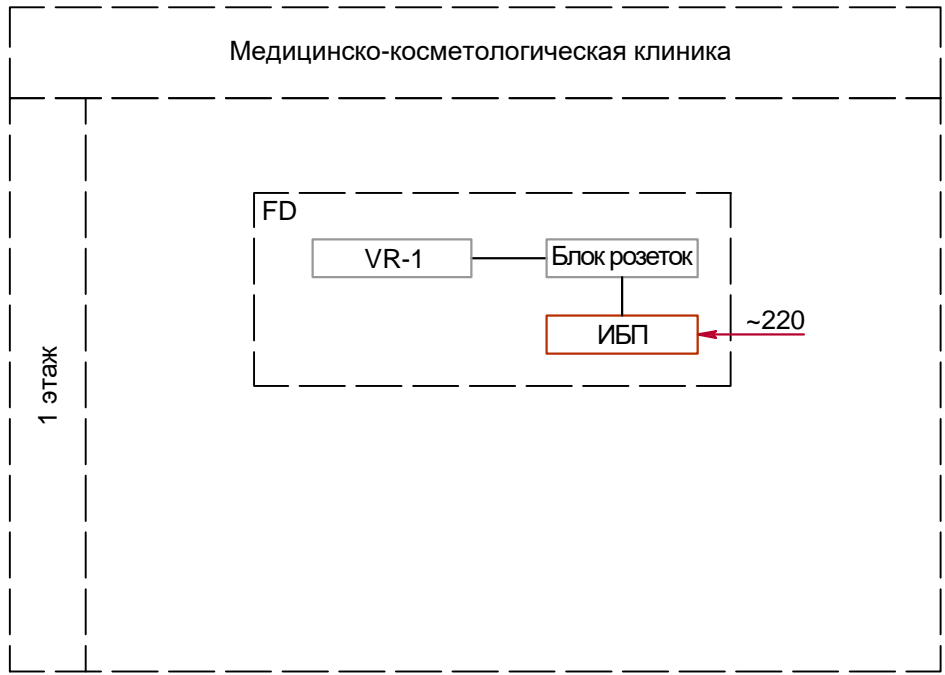 Медицинско-косметологическая клиника
FD
VR-1
Блок розеток
ИБП
~220
1 этаж